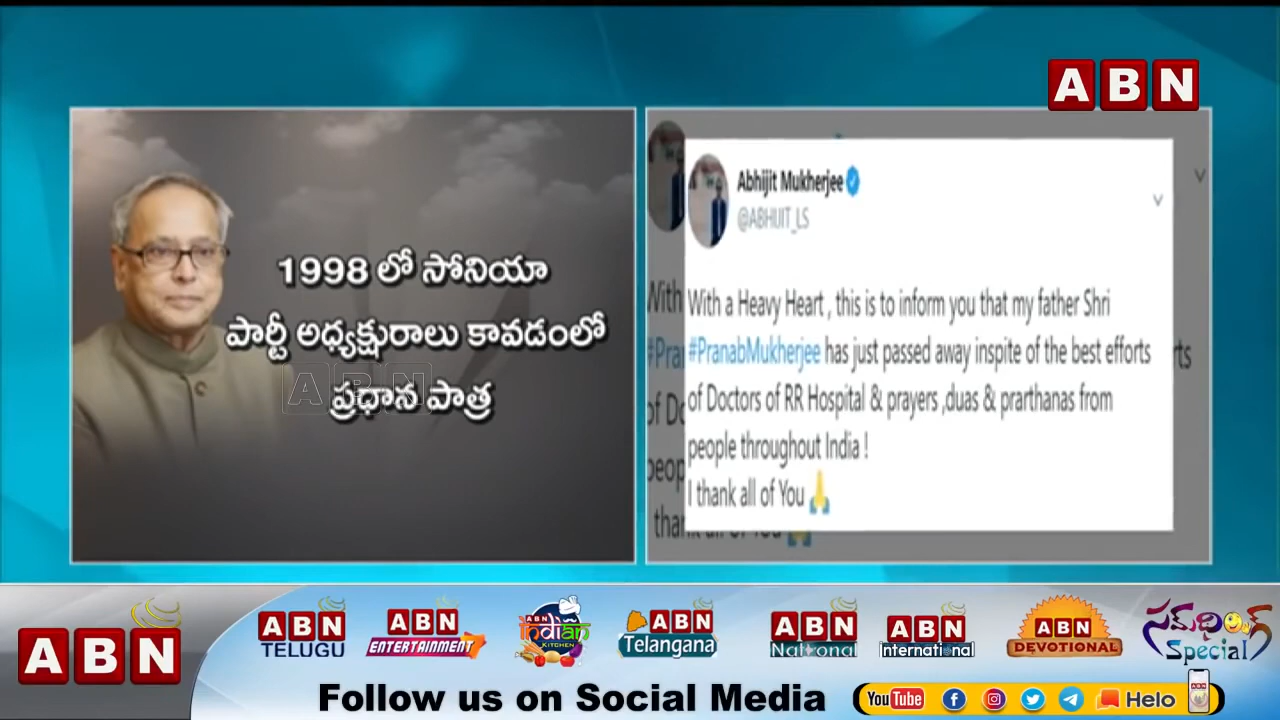 ABN
1998 లో సోనియా
పార్టీ అధ్యక్షురాలు కావడంలో
ప్రధాన పాత్ర
ABN
Abhijit Mukherjee
@ABHIJIT_LS
With a Heavy Heart , this is to inform you that my father Shri
#PranabMukherjee has just passed away inspite of the best efforts
of Doctors of RR Hospital & prayers ,duas & prarthanas from
people throughout India !
I thank all of You 🙏
ABN
ABN TELUGU
ABN ENTERTAINMENT
ABN Indian KITCHEN
ABN Telangana
ABN National
ABN International
ABN DEVOTIONAL
సమ్‌థింగ్ Special
Follow us on Social Media
YouTube
Helo